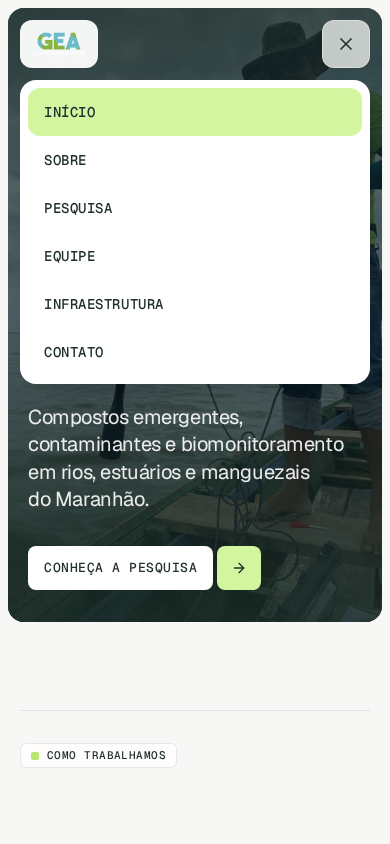 GEA
INÍCIO
SOBRE
PESQUISA
EQUIPE
INFRAESTRUTURA
CONTATO
Compostos emergentes,
contaminantes e biomonitoramento
em rios, estuários e manguezais
do Maranhão.
CONHEÇA A PESQUISA
COMO TRABALHAMOS